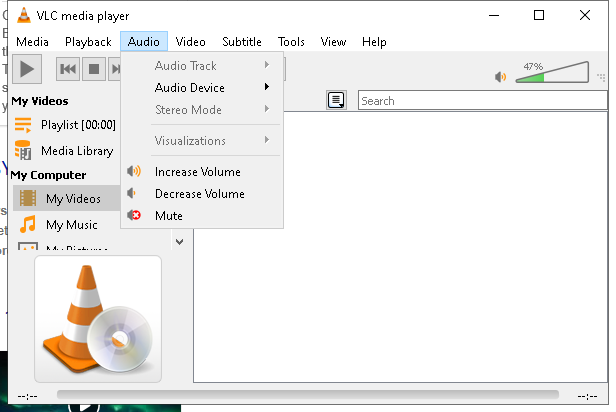 VLC media player
Media Playback Audio Video Subtitle Tools View Help
47%
Audio Track
Audio Device
Stereo Mode
Visualizations
Increase Volume
Decrease Volume
Mute
Search
My Videos
Playlist [00:00]
Media Library
My Computer
My Videos
My Music
My Pictures
--:-- --:--